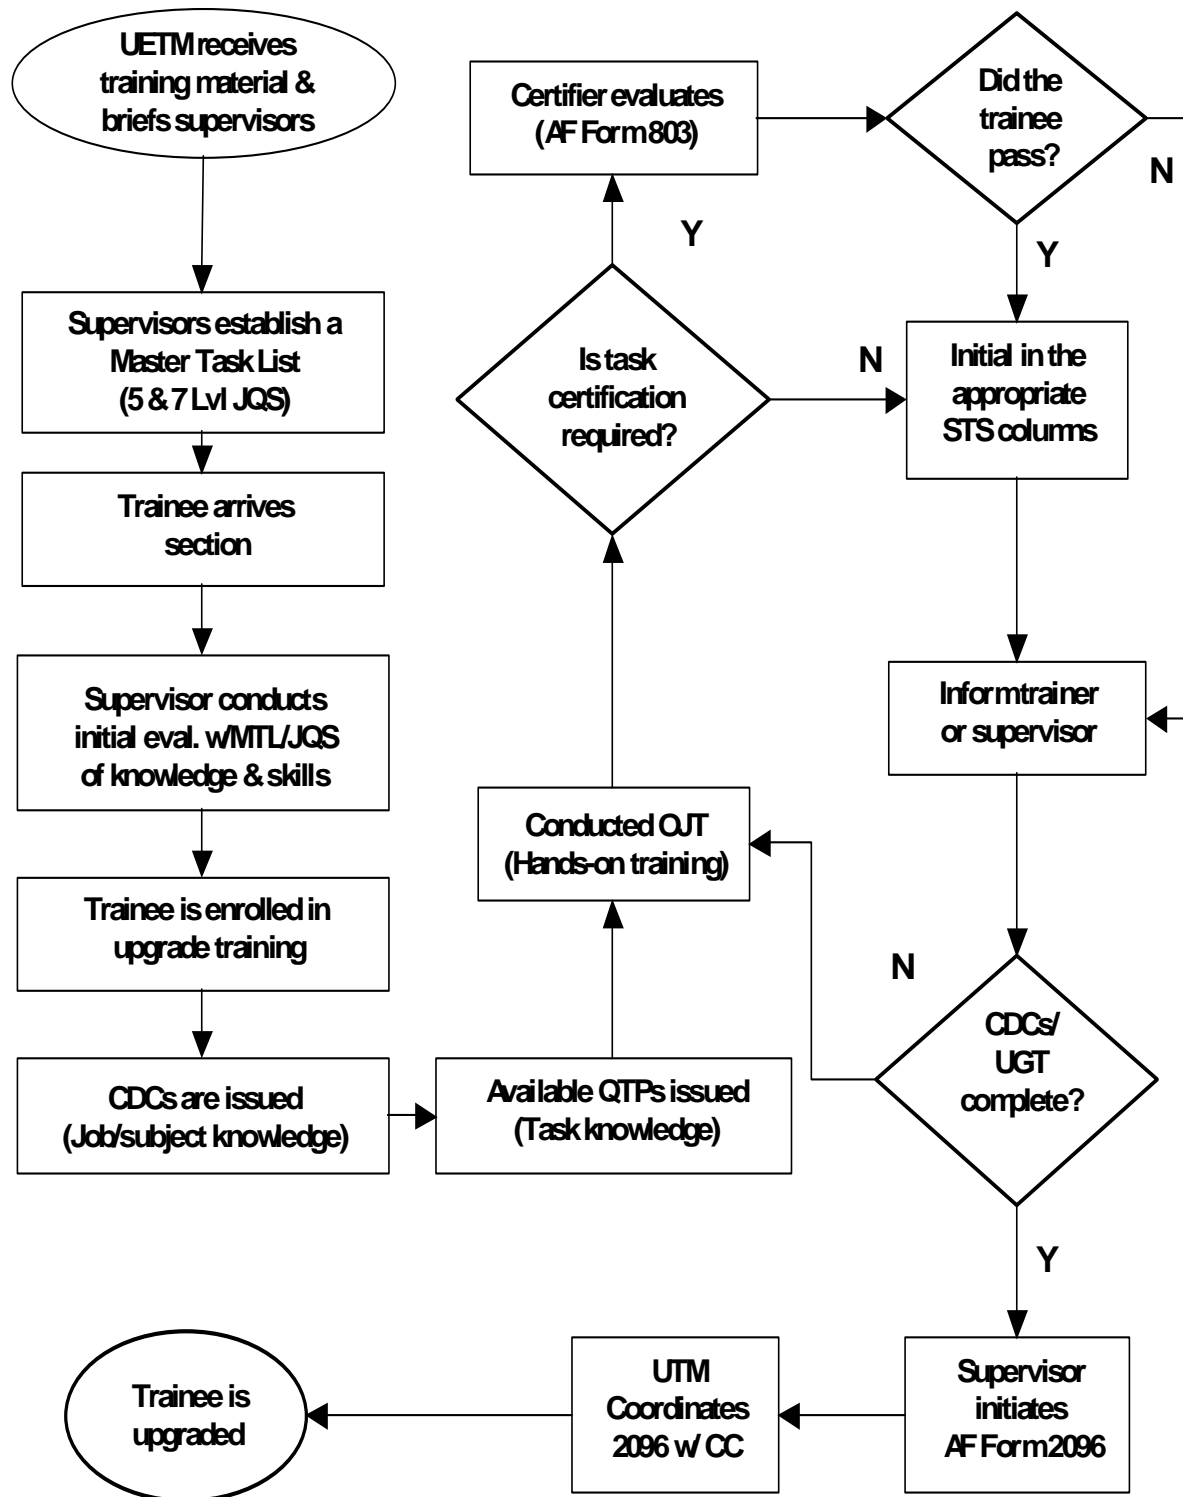 UETM receives
training material &
briefs supervisors
Supervisors establish a
Master Task List
(5 & 7 Lvl JQS)
Trainee arrives
section
Supervisor conducts
initial eval. w/MTL/JQS
of knowledge & skills
Trainee is enrolled in
upgrade training
CDCs are issued
(Job/subject knowledge)
Available QTPs issued
(Task knowledge)
Conducted OJT
(Hands-on training)
Is task
certification
required?
Y
N
Certifier evaluates
(AF Form 803)
Did the
trainee
pass?
N
Y
Initial in the
appropriate
STS columns
Inform trainer
or supervisor
CDCs/
UGT
complete?
N
Y
Supervisor
initiates
AF Form 2096
UTM
Coordinates
2096 w/ CC
Trainee is
upgraded